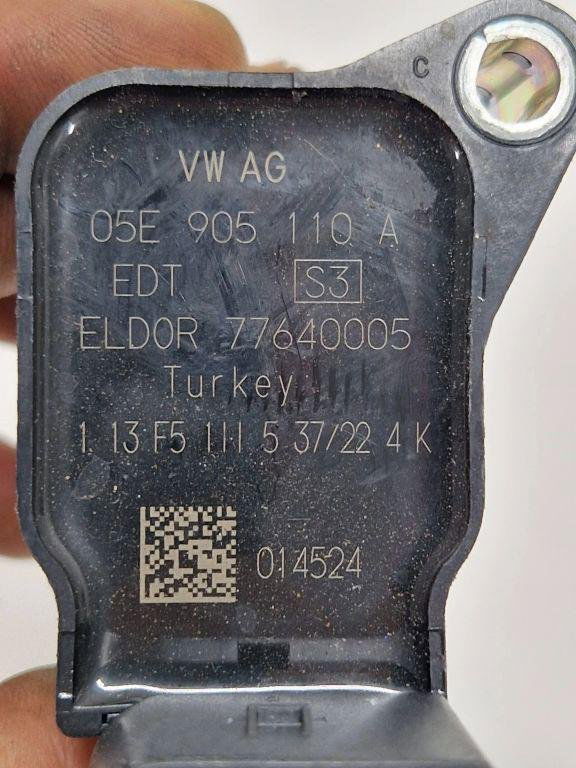 C
VW AG
05E 905 110 A
EDT S3
ELDOR 77640005
Turkey
1 13 F5 111 5 37/22 4 K
014524